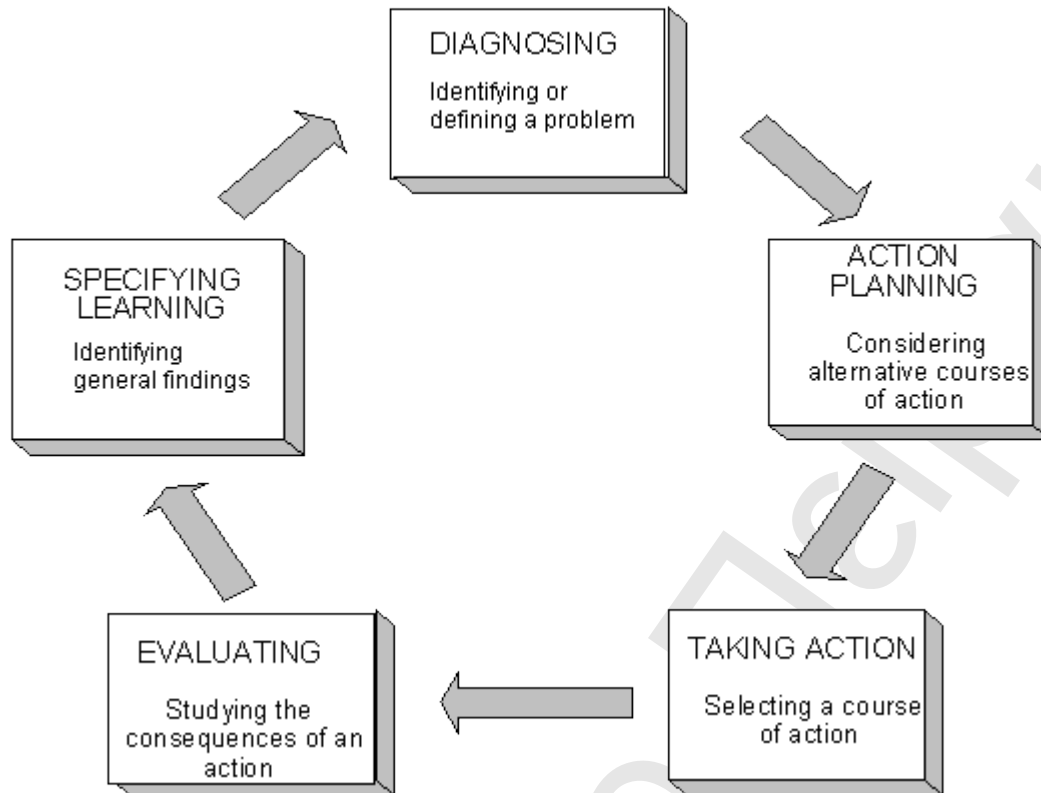 DIAGNOSING
Identifying or
defining a problem
ACTION
PLANNING
Considering
alternative courses
of action
TAKING ACTION
Selecting a course
of action
EVALUATING
Studying the
consequences of an
action
SPECIFYING
LEARNING
Identifying
general findings